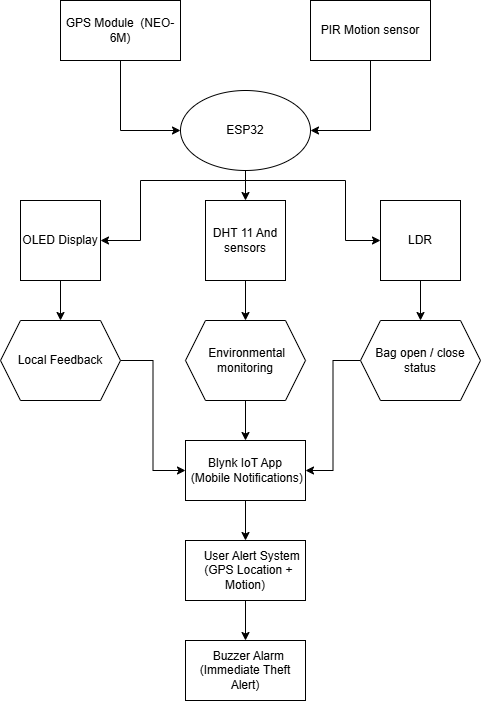 GPS Module  (NEO-
6M)
PIR Motion sensor
ESP32
OLED Display
DHT 11 And
sensors
LDR
Local Feedback
Environmental
monitoring
Bag open / close
status
Blynk IoT App
(Mobile Notifications)
User Alert System
(GPS Location +
Motion)
Buzzer Alarm
(Immediate Theft
Alert)